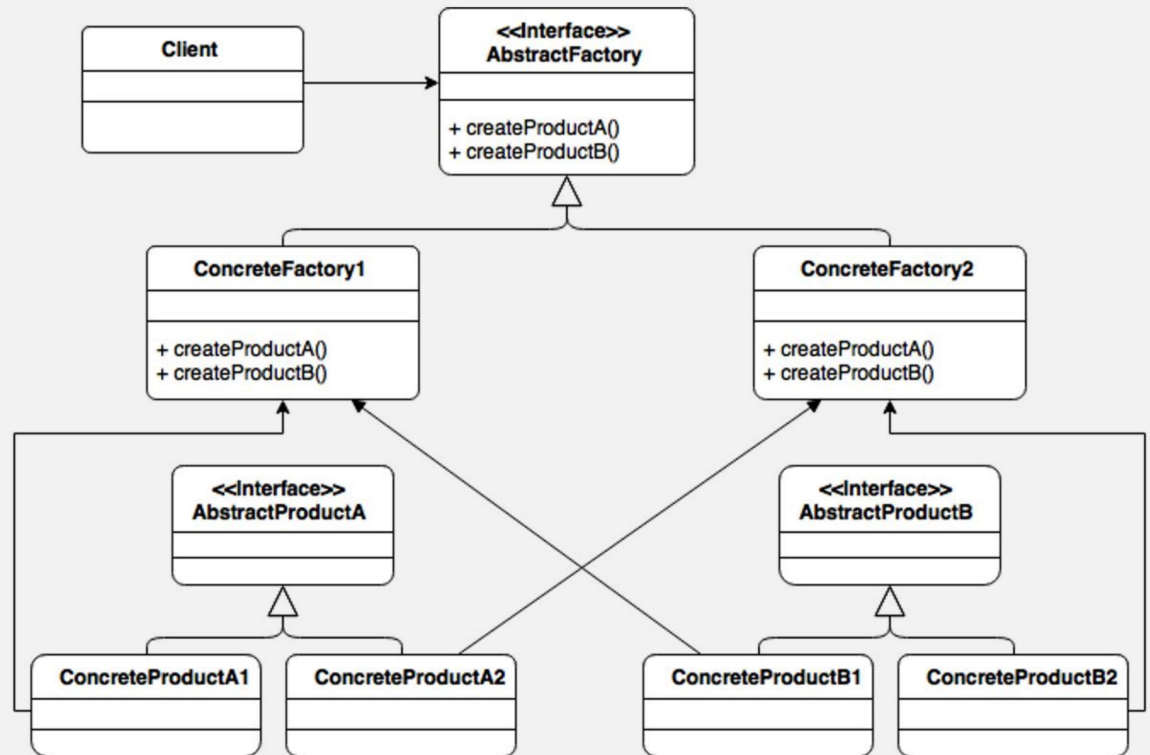 Client
<<Interface>>
AbstractFactory
+ createProductA()
+ createProductB()
ConcreteFactory1
+ createProductA()
+ createProductB()
ConcreteFactory2
+ createProductA()
+ createProductB()
<<Interface>>
AbstractProductA
<<Interface>>
AbstractProductB
ConcreteProductA1
ConcreteProductA2
ConcreteProductB1
ConcreteProductB2